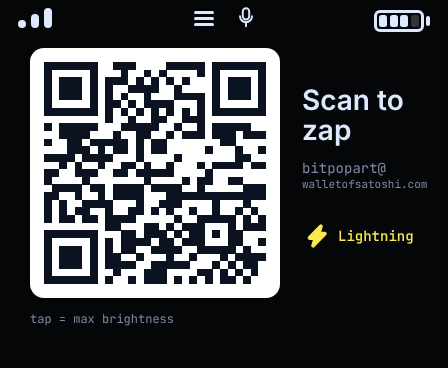 Scan to
zap
bitpopart@
walletofsatoshi.com
Lightning
tap = max brightness